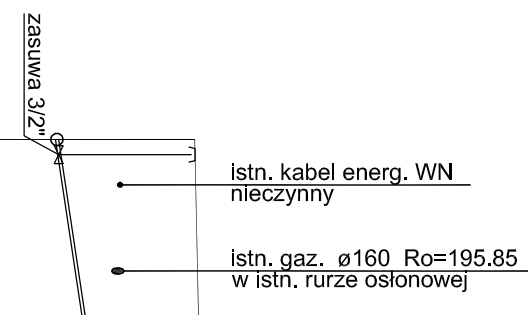 zasuwa 3/2"
istn. kabel energ. WN
nieczynny
istn. gaz. ø160 Ro=195.85
w istn. rurze osłonowej